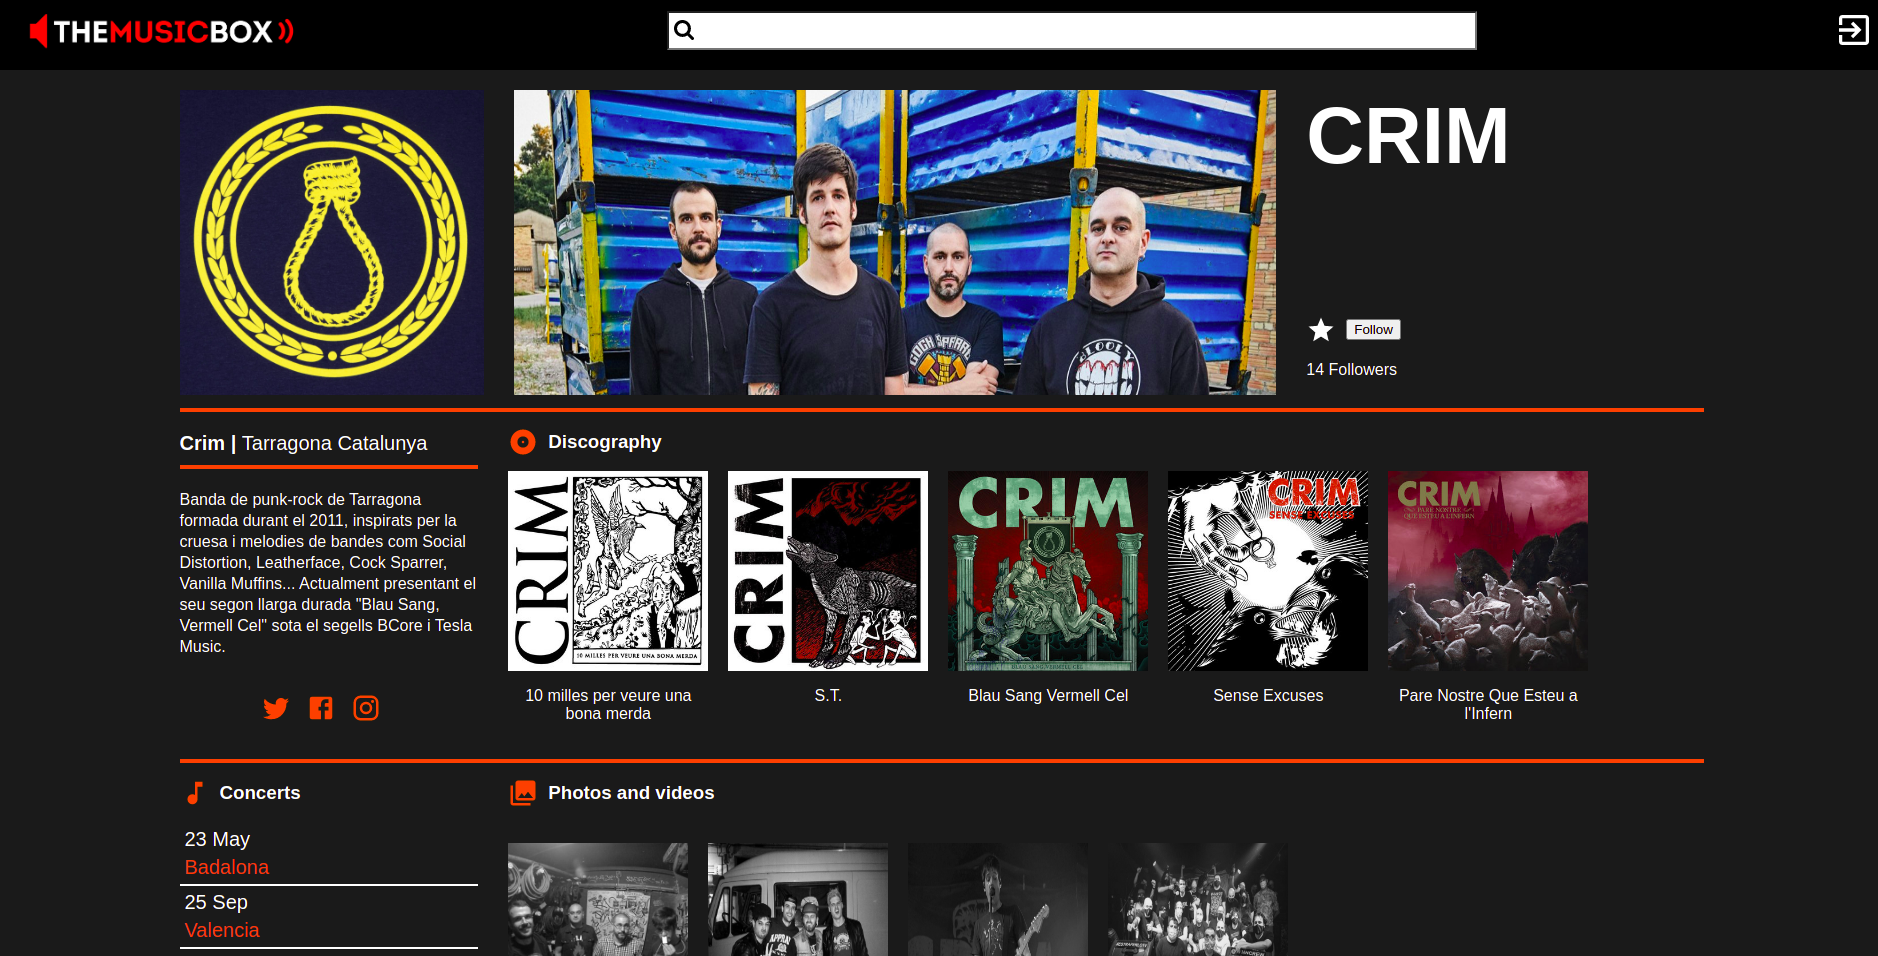 THEMUSICBOX
CRIM
COCK SPARRER
BLOODY
Follow
14 Followers
Crim | Tarragona Catalunya
Banda de punk-rock de Tarragona
formada durant el 2011, inspirats per la
cruesa i melodies de bandes com Social
Distortion, Leatherface, Cock Sparrer,
Vanilla Muffins... Actualment presentant el
seu segon llarga durada "Blau Sang,
Vermell Cel" sota el segells BCore i Tesla
Music.
Discography
CRIM
10 MILLES PER VEURE UNA BONA MERDA
CRIM
CRIM
BLAU SANG VERMELL CEL
CRIM
SENSE EXCUSES
CRIM
PARE NOSTRE
QUE ESTEU A L'INFERN
10 milles per veure una
bona merda
S.T.
Blau Sang Vermell Cel
Sense Excuses
Pare Nostre Que Esteu a
l'Infern
Concerts
23 May
Badalona
25 Sep
Valencia
Photos and videos